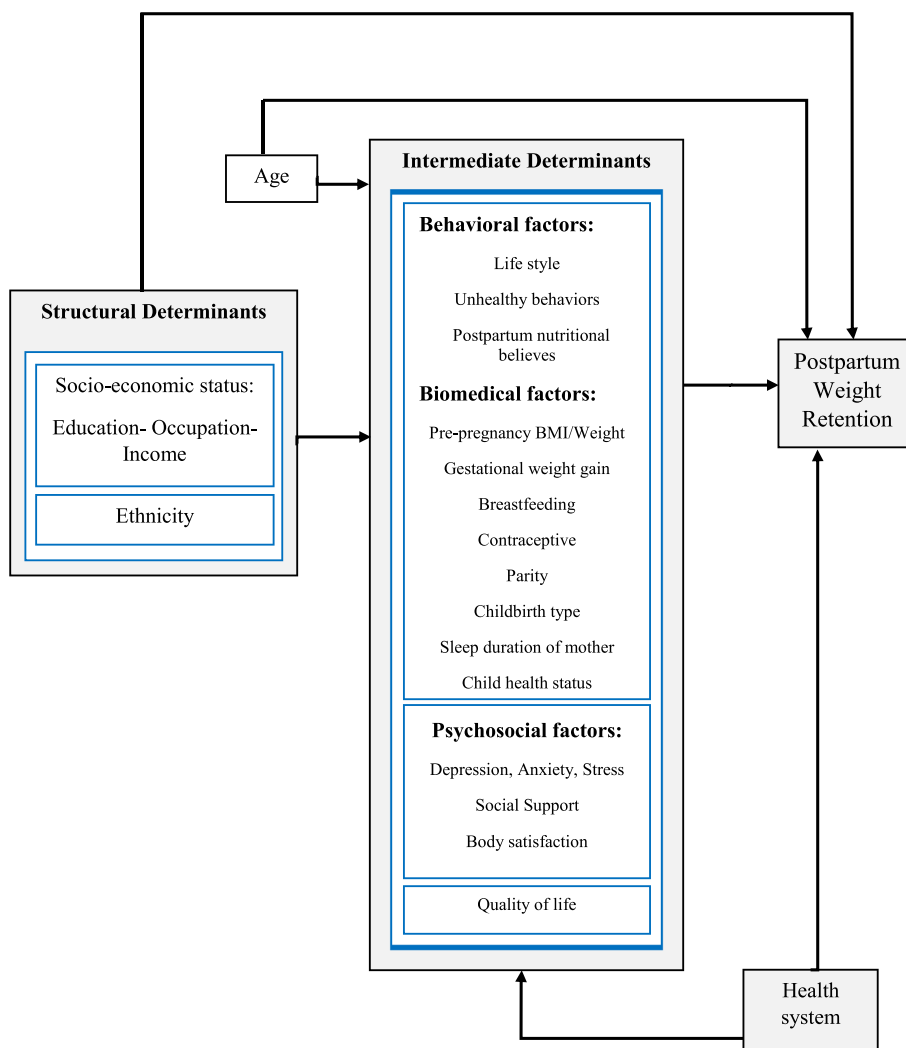 Age
Structural Determinants
Socio-economic status:
Education- Occupation-
Income
Ethnicity
Intermediate Determinants
Behavioral factors:
Life style
Unhealthy behaviors
Postpartum nutritional
believes
Biomedical factors:
Pre-pregnancy BMI/Weight
Gestational weight gain
Breastfeeding
Contraceptive
Parity
Childbirth type
Sleep duration of mother
Child health status
Psychosocial factors:
Depression, Anxiety, Stress
Social Support
Body satisfaction
Quality of life
Postpartum
Weight
Retention
Health
system